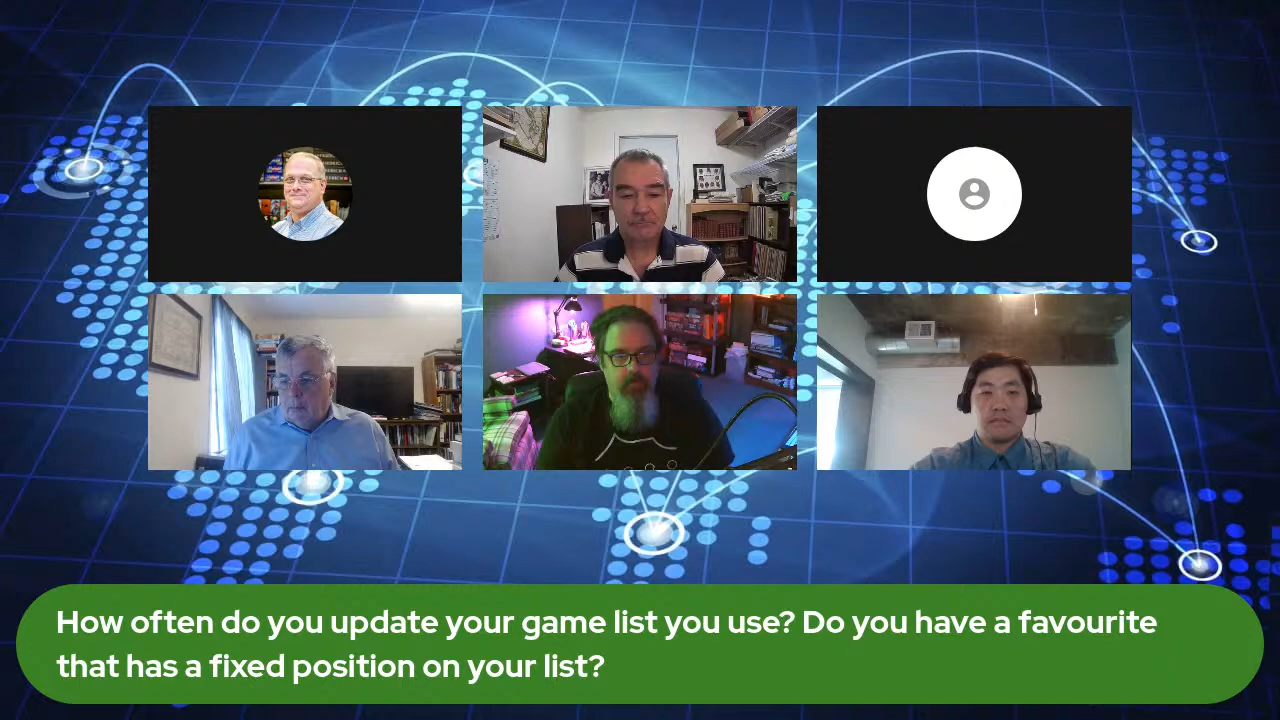 How often do you update your game list you use? Do you have a favourite
that has a fixed position on your list?